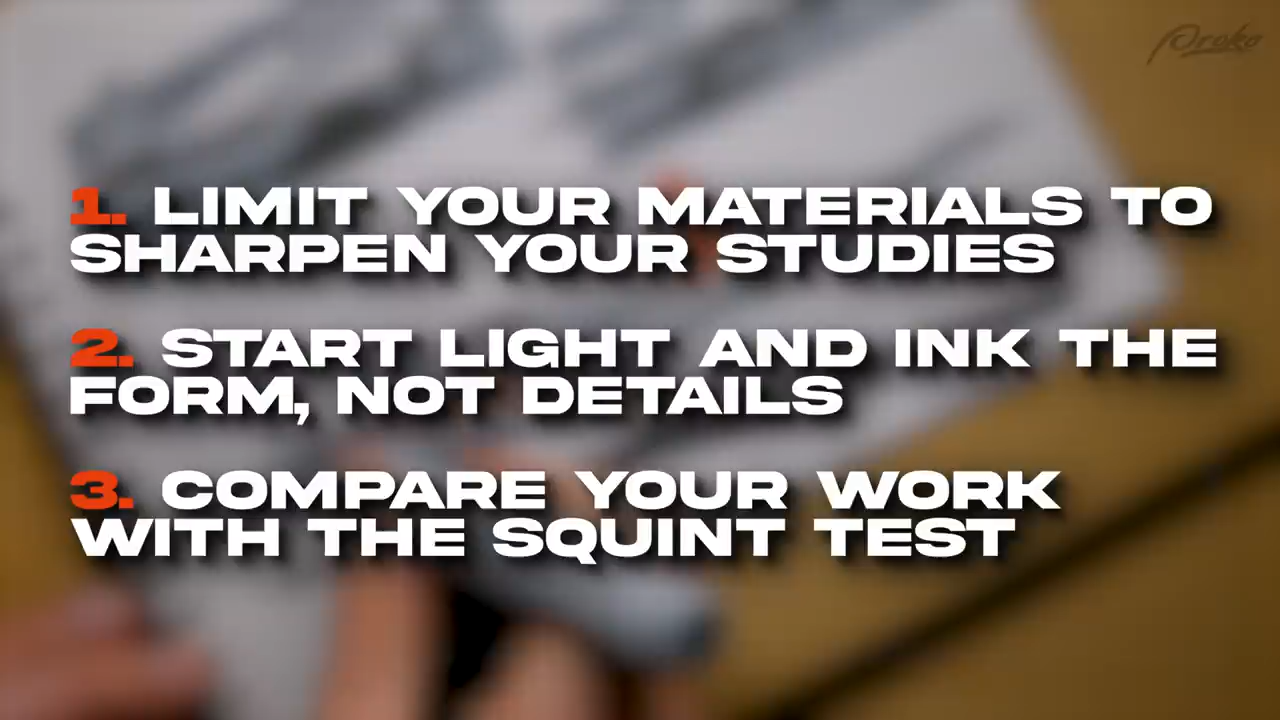 Proko
1. LIMIT YOUR MATERIALS TO
SHARPEN YOUR STUDIES
2. START LIGHT AND INK THE
FORM, NOT DETAILS
3. COMPARE YOUR WORK
WITH THE SQUINT TEST